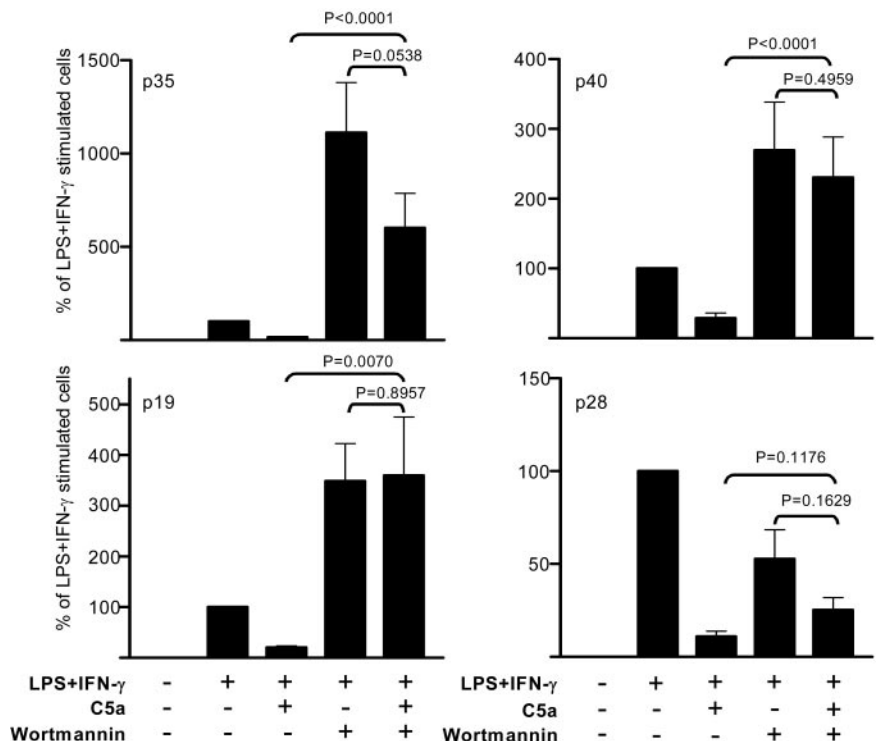 P<0.0001
P=0.0538
p35
1500
1000
500
% of LPS+IFN-γ stimulated cells
P<0.0001
P=0.4959
p40
400
300
200
100
P=0.0070
P=0.8957
p19
500
400
300
200
100
% of LPS+IFN-γ stimulated cells
P=0.1176
P=0.1629
p28
150
100
50
LPS+IFN-γ - + + + +
C5a - - + - +
Wortmannin - - - + +
LPS+IFN-γ - + + + +
C5a - - + - +
Wortmannin - - - + +